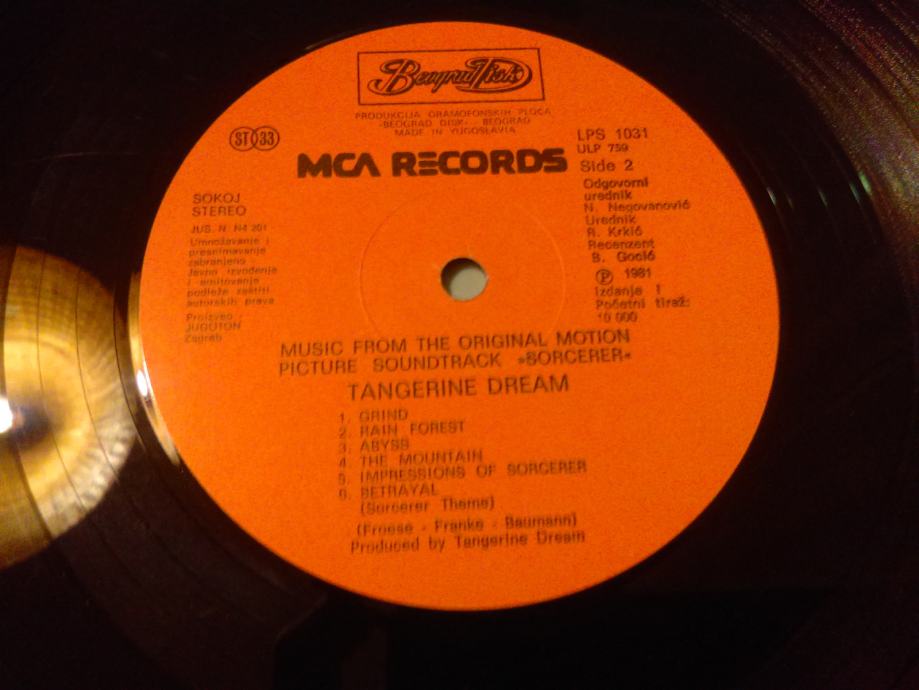 Beograd Disk
PRODUKCIJA GRAMOFONSKIH PLOČA
»BEOGRAD DISK« - BEOGRAD
MADE IN YUGOSLAVIA
ST 33
MCA RECORDS
LPS 1031
ULP 759
Side 2
SOKOJ
STEREO
JUS. N. N4 201
Umnožavanje i
presnimavanje
zabranjeno -
Javno izvođenje
i emitovanje
podleže zaštiti
autorskih prava
Proizveo:
JUGOTON
Zagreb
Odgovorni
urednik
N. Negovanović
Urednik
R. Krkić
Recenzent
B. Gocić
Ⓟ 1981
Izdanje 1
Početni tiraž:
10 000
MUSIC FROM THE ORIGINAL MOTION
PICTURE SOUNDTRACK »SORCERER«
TANGERINE DREAM
1. GRIND
2. RAIN FOREST
3. ABYSS
4. THE MOUNTAIN
5. IMPRESSIONS OF SORCERER
6. BETRAYAL
(Sorcerer Theme)
(Froese - Franke - Baumann)
Produced by Tangerine Dream